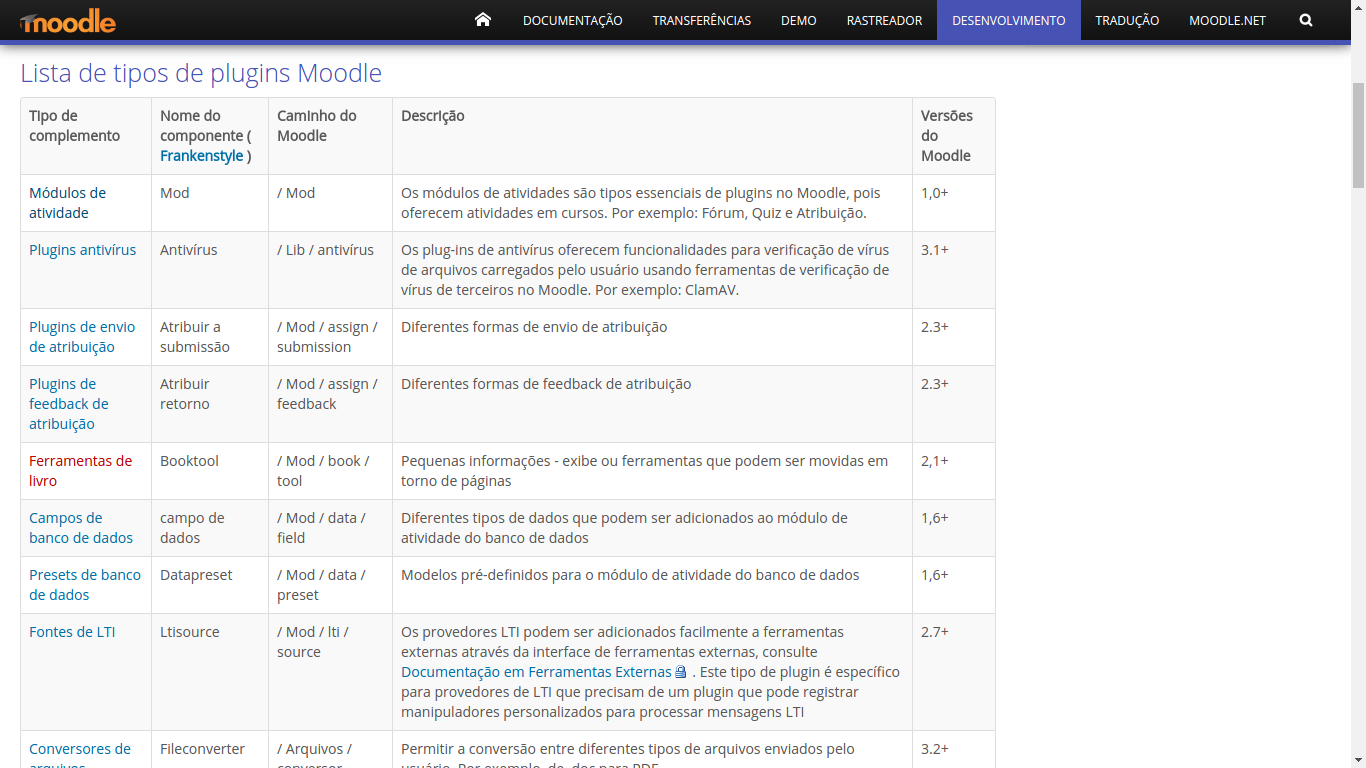 moodle
DOCUMENTAÇÃO TRANSFERÊNCIAS DEMO RASTREADOR DESENVOLVIMENTO TRADUÇÃO MOODLE.NET
Lista de tipos de plugins Moodle
Tipo de
complemento
Nome do
componente (
Frankenstyle )
Caminho do
Moodle
Descrição
Versões
do
Moodle
Módulos de
atividade
Mod
/ Mod
Os módulos de atividades são tipos essenciais de plugins no Moodle, pois
oferecem atividades em cursos. Por exemplo: Fórum, Quiz e Atribuição.
1,0+
Plugins antivírus
Antivírus
/ Lib / antivírus
Os plug-ins de antivírus oferecem funcionalidades para verificação de vírus
de arquivos carregados pelo usuário usando ferramentas de verificação de
vírus de terceiros no Moodle. Por exemplo: ClamAV.
3.1+
Plugins de envio
de atribuição
Atribuir a
submissão
/ Mod / assign /
submission
Diferentes formas de envio de atribuição
2.3+
Plugins de
feedback de
atribuição
Atribuir
retorno
/ Mod / assign /
feedback
Diferentes formas de feedback de atribuição
2.3+
Ferramentas de
livro
Booktool
/ Mod / book /
tool
Pequenas informações - exibe ou ferramentas que podem ser movidas em
torno de páginas
2,1+
Campos de
banco de dados
campo de
dados
/ Mod / data /
field
Diferentes tipos de dados que podem ser adicionados ao módulo de
atividade do banco de dados
1,6+
Presets de banco
de dados
Datapreset
/ Mod / data /
preset
Modelos pré-definidos para o módulo de atividade do banco de dados
1,6+
Fontes de LTI
Ltisource
/ Mod / lti /
source
Os provedores LTI podem ser adicionados facilmente a ferramentas
externas através da interface de ferramentas externas, consulte
Documentação em Ferramentas Externas . Este tipo de plugin é específico
para provedores de LTI que precisam de um plugin que pode registrar
manipuladores personalizados para processar mensagens LTI
2.7+
Conversores de
arquivos
Fileconverter
/ Arquivos /
conversor
Permitir a conversão entre diferentes tipos de arquivos enviados pelo
usuário. Por exemplo, de .doc para PDF.
3.2+